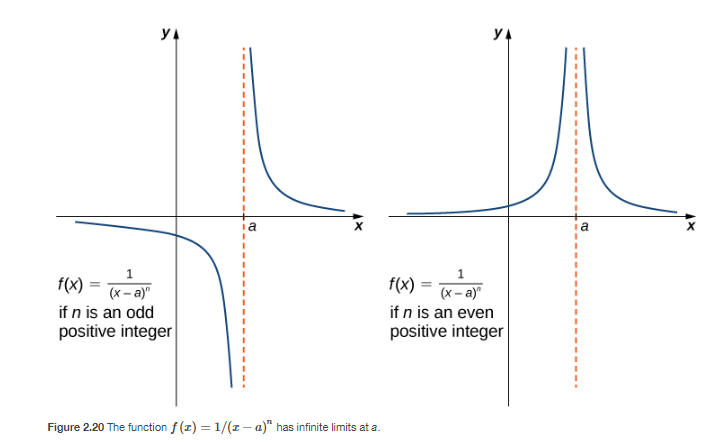 y
a
x
f(x) = 1/(x – a)ⁿ
if n is an odd
positive integer
y
a
x
f(x) = 1/(x – a)ⁿ
if n is an even
positive integer
Figure 2.20 The function f (x) = 1/(x − a)ⁿ has infinite limits at a.